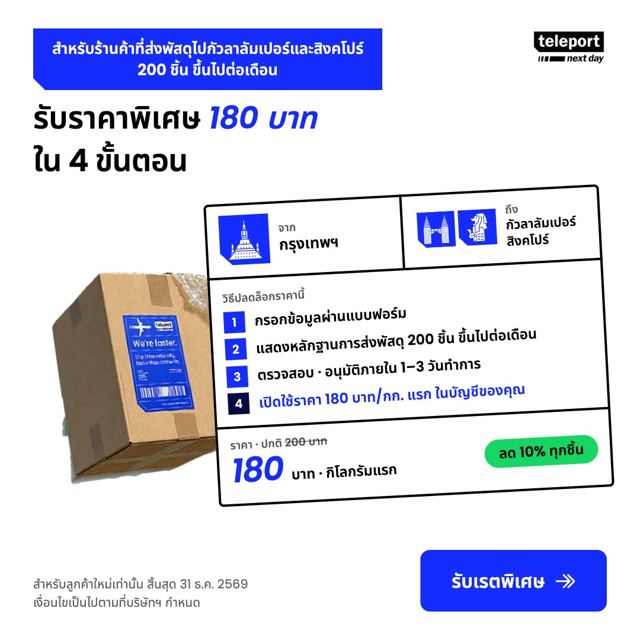 สำหรับร้านค้าที่ส่งพัสดุไปกัวลาลัมเปอร์และสิงคโปร์
200 ชิ้น ขึ้นไปต่อเดือน
teleport
next day
รับราคาพิเศษ 180 บาท
ใน 4 ขั้นตอน
จาก
กรุงเทพฯ
ถึง
กัวลาลัมเปอร์
สิงคโปร์
วิธีปลดล็อกราคานี้
1 กรอกข้อมูลผ่านแบบฟอร์ม
2 แสดงหลักฐานการส่งพัสดุ 200 ชิ้น ขึ้นไปต่อเดือน
3 ตรวจสอบ · อนุมัติภายใน 1–3 วันทำการ
4 เปิดใช้ราคา 180 บาท/กก. แรก ในบัญชีของคุณ
ราคา · ปกติ 200 บาท
180 บาท · กิโลกรัมแรก
ลด 10% ทุกชิ้น
teleport
We're faster.
สำหรับลูกค้าใหม่เท่านั้น สิ้นสุด 31 ธ.ค. 2569
เงื่อนไขเป็นไปตามที่บริษัทฯ กำหนด
รับเรตพิเศษ